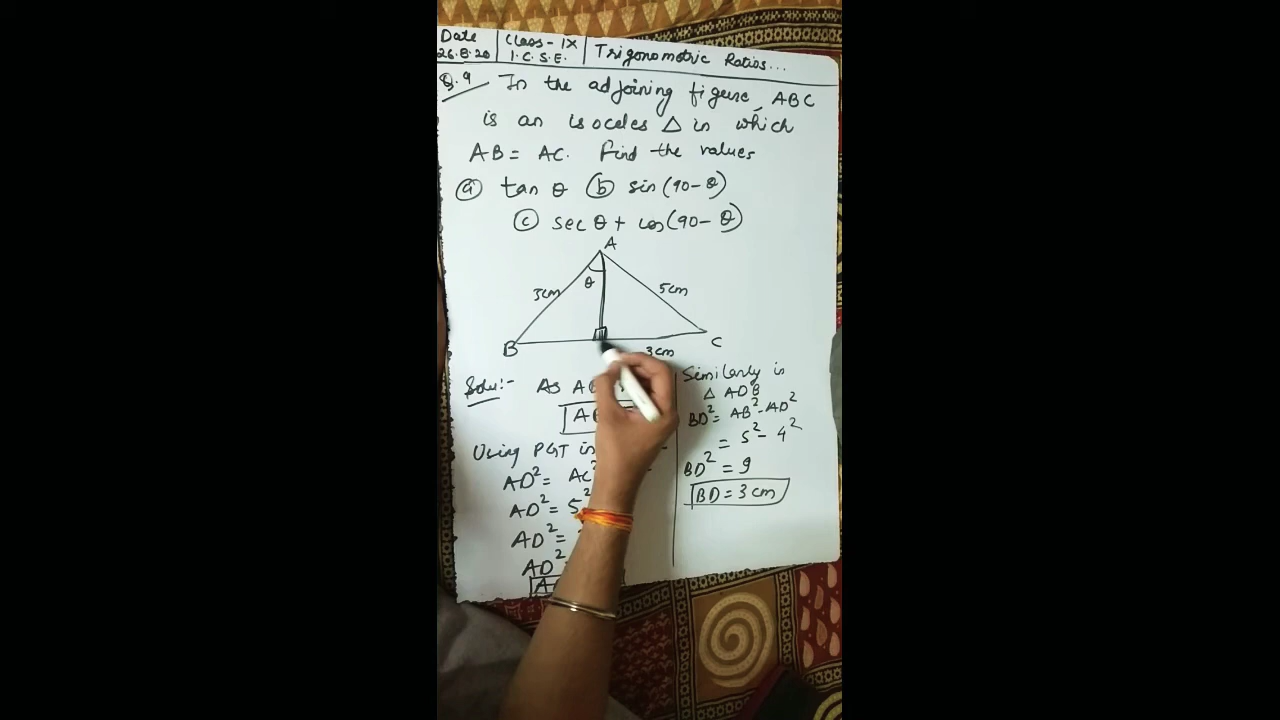 Date
26.8.20
Class - IX
I.C.S.E.
Trigonometric Ratios...
Q.9 In the adjoining figure, ABC
is an isoceles △ in which
AB = AC. Find the values
(a) tan θ (b) sin (90 - θ)
(c) sec θ + cos (90 - θ)
A
3cm
θ
5cm
B
C
3cm
Solu:- As
Using PGT in
AD² = AC²
AD² = 5²
AD² =
AD²
Similarly in
△ ADB
BD² = AB² - AD²
= 5² - 4²
BD² = 9
BD = 3 cm